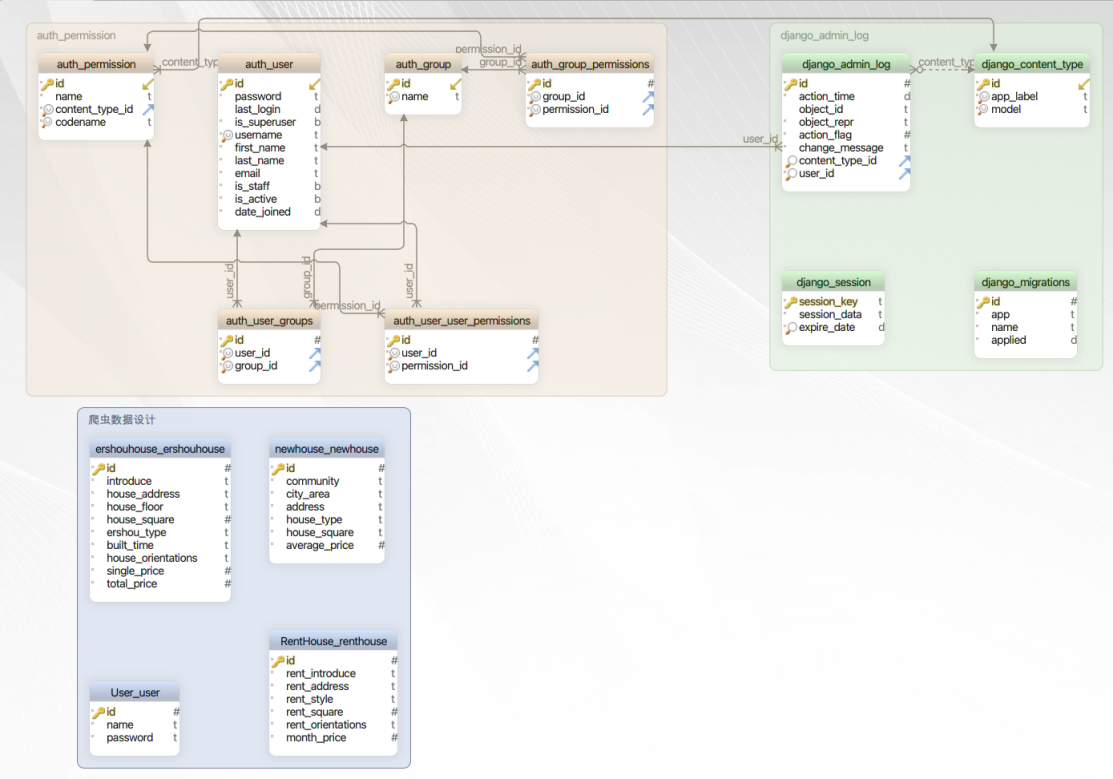 auth_permission
auth_permission
id
name t
content_type_id
codename t
content_typ
auth_user
id
password t
last_login d
is_superuser b
username t
first_name t
last_name t
email t
is_staff b
is_active b
date_joined d
auth_group
id
name t
permission_id
group_id
auth_group_permissions
id #
group_id
permission_id
user_id
group_id
user_id
permission_id
auth_user_groups
id #
user_id
group_id
auth_user_user_permissions
id #
user_id
permission_id
django_admin_log
django_admin_log
id #
action_time d
object_id t
object_repr t
action_flag #
change_message t
content_type_id
user_id
user_id
content_typ
django_content_type
id
app_label t
model t
django_session
session_key t
session_data t
expire_date d
django_migrations
id #
app t
name t
applied d
爬虫数据设计
ershouhouse_ershouhouse
id #
introduce t
house_address t
house_floor t
house_square #
ershou_type t
built_time t
house_orientations t
single_price #
total_price #
newhouse_newhouse
id #
community t
city_area t
address t
house_type t
house_square t
average_price #
User_user
id #
name t
password t
RentHouse_renthouse
id #
rent_introduce t
rent_address t
rent_style t
rent_square #
rent_orientations t
month_price #